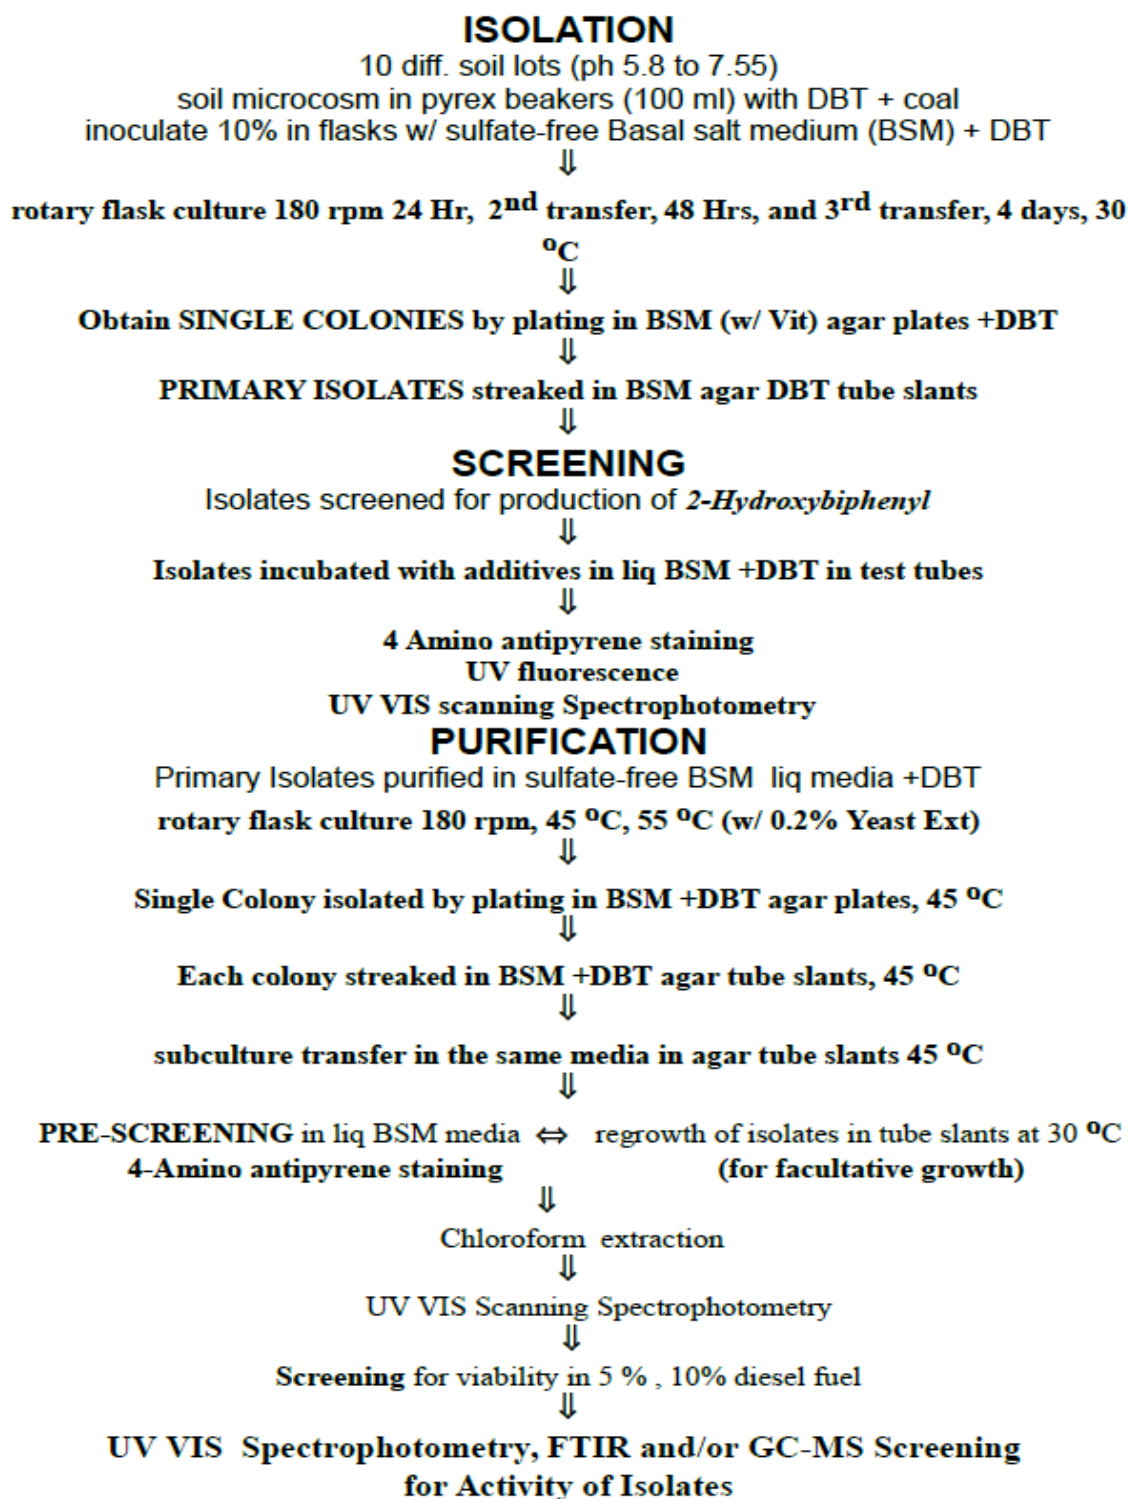 ISOLATION
10 diff. soil lots (ph 5.8 to 7.55)
soil microcosm in pyrex beakers (100 ml) with DBT + coal
inoculate 10% in flasks w/ sulfate-free Basal salt medium (BSM) + DBT
⇓
rotary flask culture 180 rpm 24 Hr, 2nd transfer, 48 Hrs, and 3rd transfer, 4 days, 30
oC
⇓
Obtain SINGLE COLONIES by plating in BSM (w/ Vit) agar plates +DBT
⇓
PRIMARY ISOLATES streaked in BSM agar DBT tube slants
⇓
SCREENING
Isolates screened for production of 2-Hydroxybiphenyl
⇓
Isolates incubated with additives in liq BSM +DBT in test tubes
⇓
4 Amino antipyrene staining
UV fluorescence
UV VIS scanning Spectrophotometry
PURIFICATION
Primary Isolates purified in sulfate-free BSM liq media +DBT
rotary flask culture 180 rpm, 45 oC, 55 oC (w/ 0.2% Yeast Ext)
⇓
Single Colony isolated by plating in BSM +DBT agar plates, 45 oC
⇓
Each colony streaked in BSM +DBT agar tube slants, 45 oC
⇓
subculture transfer in the same media in agar tube slants 45 oC
⇓
PRE-SCREENING in liq BSM media ⇔ regrowth of isolates in tube slants at 30 oC
4-Amino antipyrene staining (for facultative growth)
⇓
Chloroform extraction
⇓
UV VIS Scanning Spectrophotometry
⇓
Screening for viability in 5 % , 10% diesel fuel
⇓
UV VIS Spectrophotometry, FTIR and/or GC-MS Screening
for Activity of Isolates